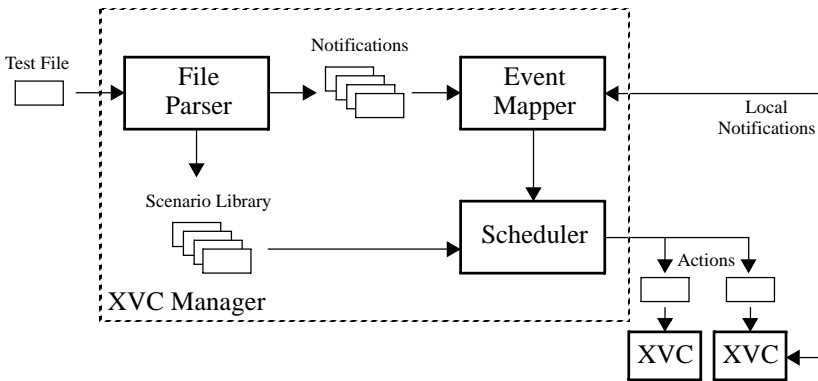 Test File
File
Parser
Notifications
Event
Mapper
Local
Notifications
Scenario Library
Scheduler
Actions
XVC Manager
XVC
XVC